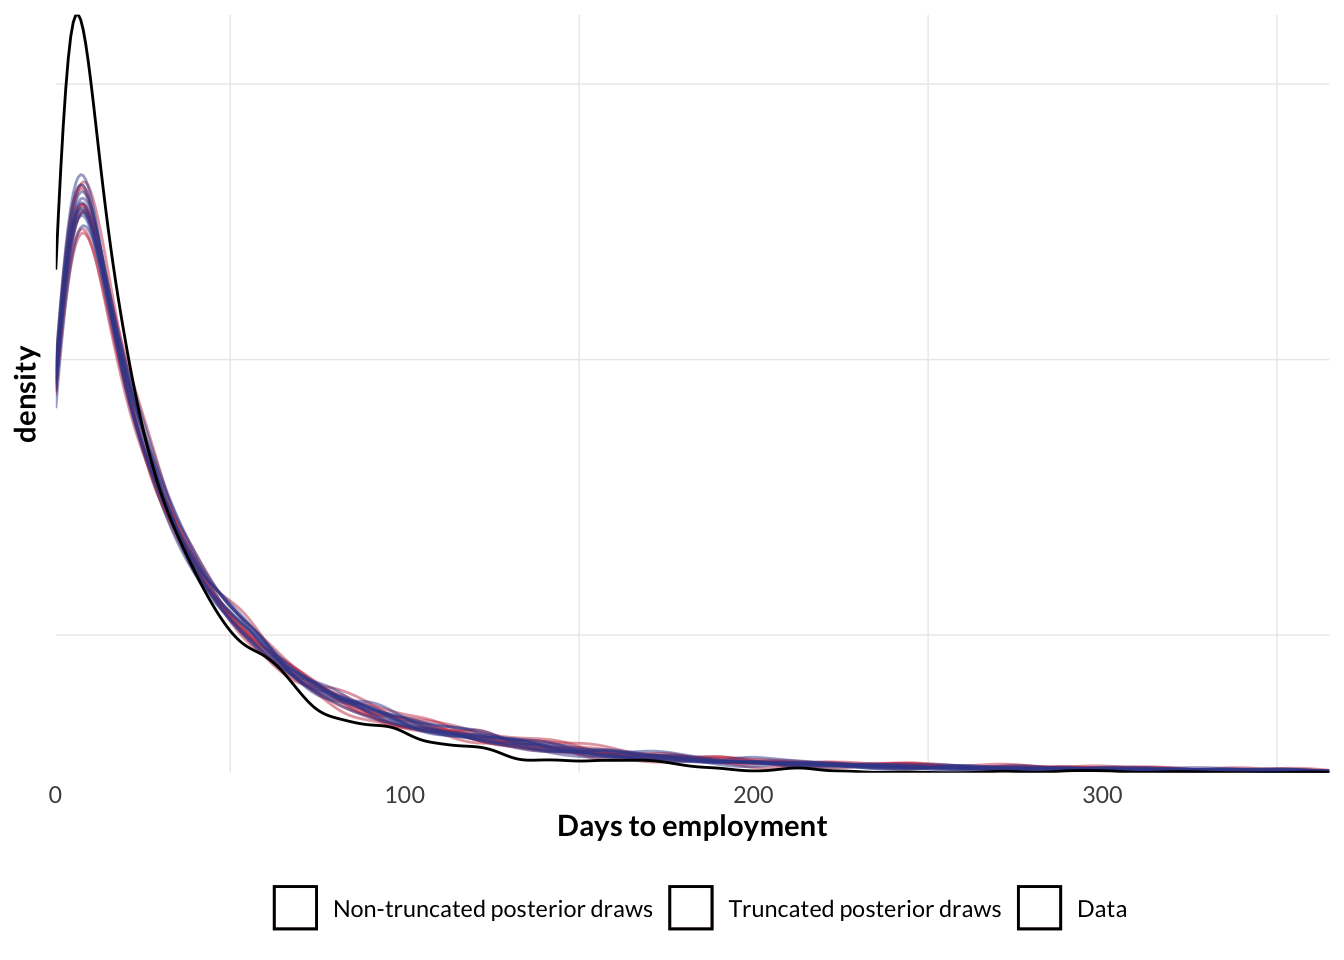 density
0 100 200 300
Days to employment
Non-truncated posterior draws Truncated posterior draws Data